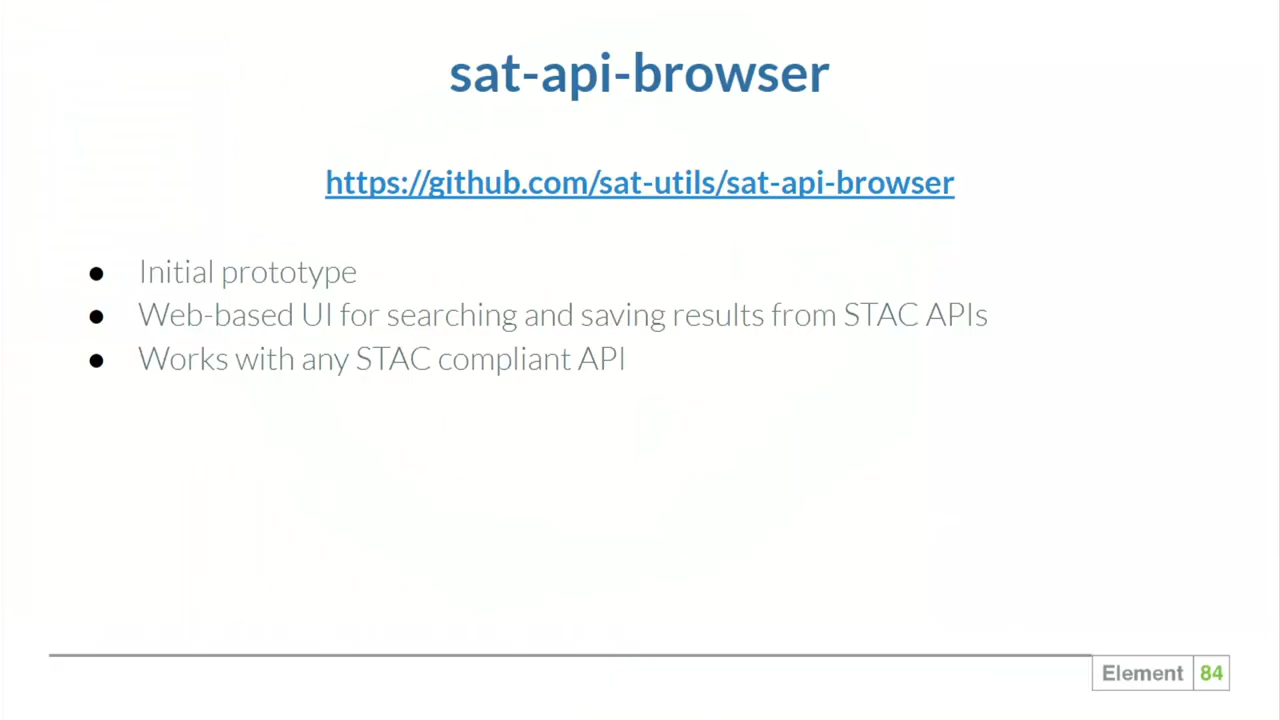 sat-api-browser
https://github.com/sat-utils/sat-api-browser
● Initial prototype
● Web-based UI for searching and saving results from STAC APIs
● Works with any STAC compliant API
Element 84